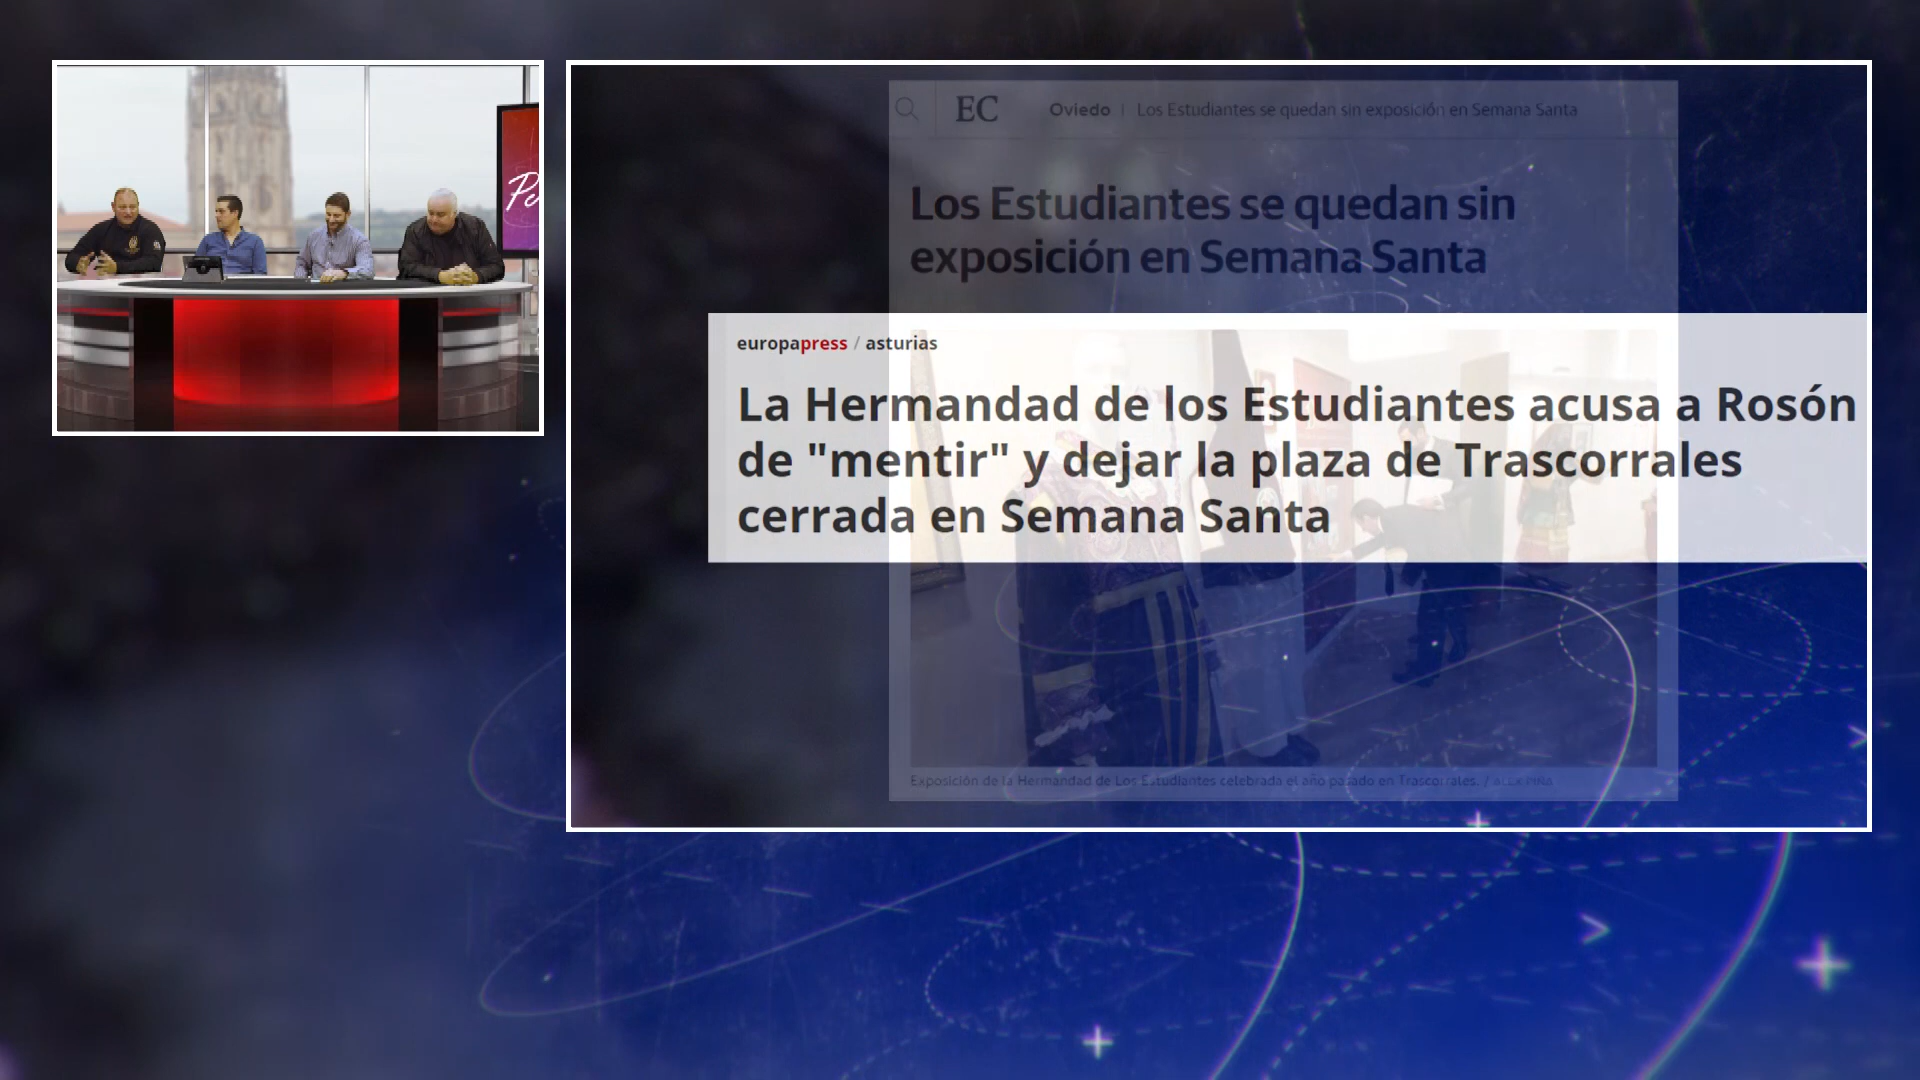 EC
Oviedo | Los Estudiantes se quedan sin exposición en Semana Santa
Los Estudiantes se quedan sin
exposición en Semana Santa
europapress / asturias
La Hermandad de los Estudiantes acusa a Rosón
de "mentir" y dejar la plaza de Trascorrales
cerrada en Semana Santa
Exposición de la Hermandad de Los Estudiantes celebrada el año pasado en Trascorrales. / ALEX PIÑA